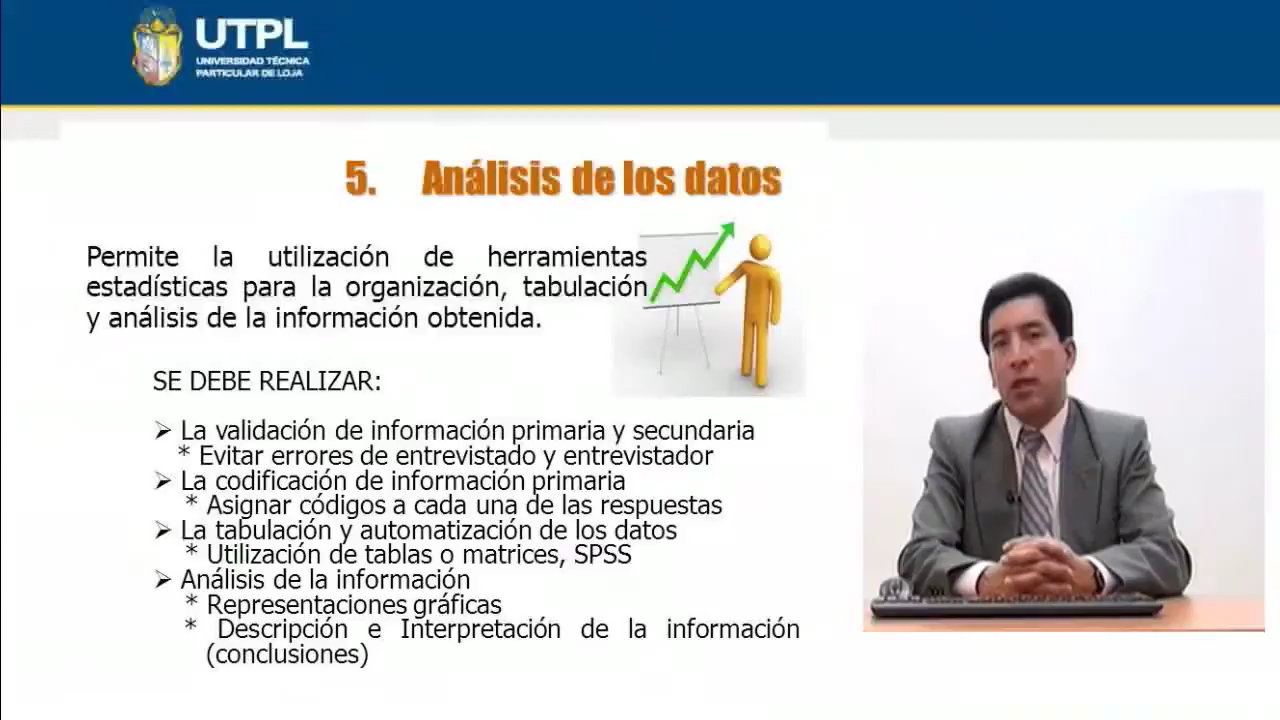 UTPL
UNIVERSIDAD TÉCNICA
PARTICULAR DE LOJA
5. Análisis de los datos
Permite la utilización de herramientas
estadísticas para la organización, tabulación
y análisis de la información obtenida.
SE DEBE REALIZAR:
➢ La validación de información primaria y secundaria
* Evitar errores de entrevistado y entrevistador
➢ La codificación de información primaria
* Asignar códigos a cada una de las respuestas
➢ La tabulación y automatización de los datos
* Utilización de tablas o matrices, SPSS
➢ Análisis de la información
* Representaciones gráficas
* Descripción e Interpretación de la información
(conclusiones)